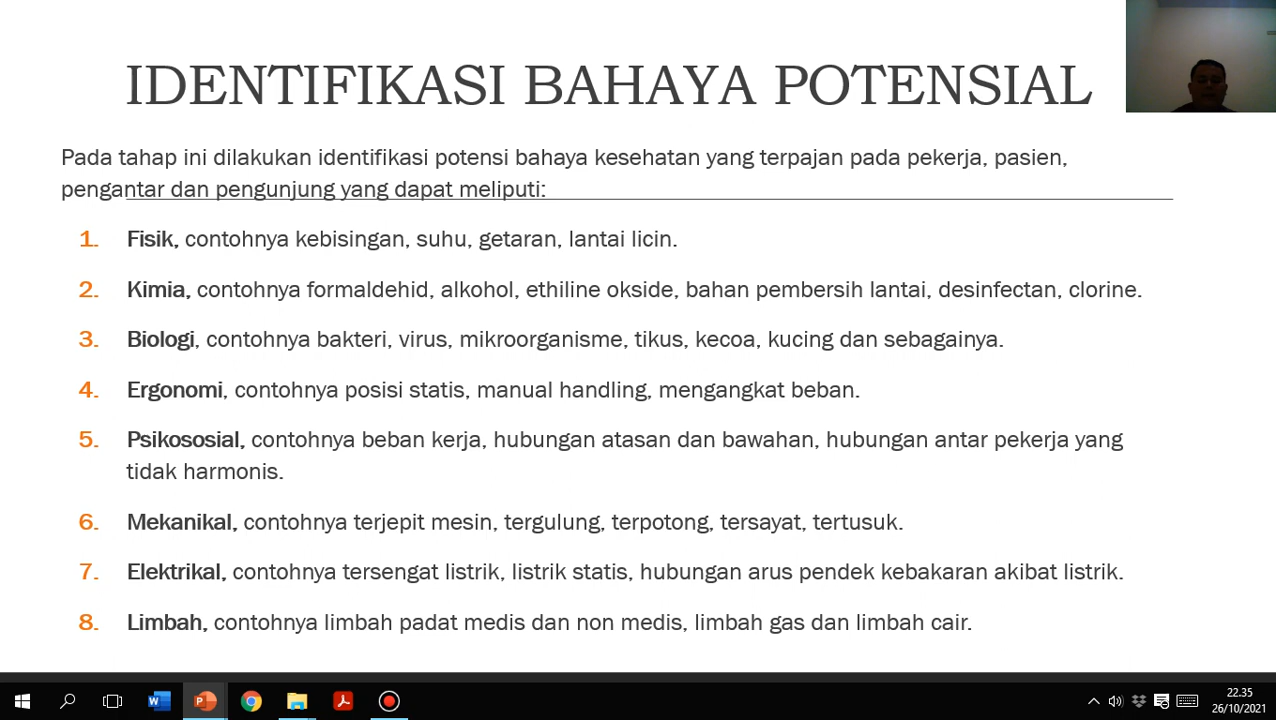 IDENTIFIKASI BAHAYA POTENSIAL
Pada tahap ini dilakukan identifikasi potensi bahaya kesehatan yang terpajan pada pekerja, pasien,
pengantar dan pengunjung yang dapat meliputi:
1. Fisik, contohnya kebisingan, suhu, getaran, lantai licin.
2. Kimia, contohnya formaldehid, alkohol, ethiline okside, bahan pembersih lantai, desinfectan, clorine.
3. Biologi, contohnya bakteri, virus, mikroorganisme, tikus, kecoa, kucing dan sebagainya.
4. Ergonomi, contohnya posisi statis, manual handling, mengangkat beban.
5. Psikososial, contohnya beban kerja, hubungan atasan dan bawahan, hubungan antar pekerja yang
tidak harmonis.
6. Mekanikal, contohnya terjepit mesin, tergulung, terpotong, tersayat, tertusuk.
7. Elektrikal, contohnya tersengat listrik, listrik statis, hubungan arus pendek kebakaran akibat listrik.
8. Limbah, contohnya limbah padat medis dan non medis, limbah gas dan limbah cair.
22.35
26/10/2021